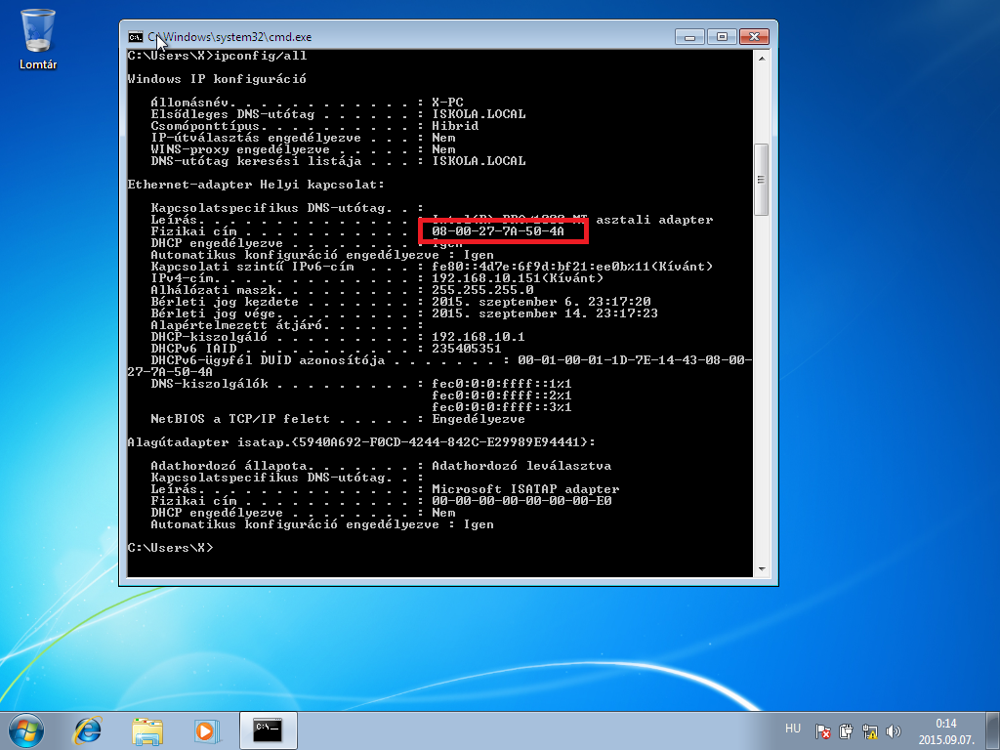 Lomtár
C:\Windows\system32\cmd.exe
C:\Users\X>ipconfig/all
Windows IP konfiguráció
Állomásnév. . . . . . . . . . . . : X-PC
Elsődleges DNS-utótag . . . . . . : ISKOLA.LOCAL
Csomóponttípus. . . . . . . . . . : Hibrid
IP-útválasztás engedélyezve . . . : Nem
WINS-proxy engedélyezve . . . . . : Nem
DNS-utótag keresési listája . . . : ISKOLA.LOCAL
Ethernet-adapter Helyi kapcsolat:
Kapcsolatspecifikus DNS-utótag. . :
Leírás. . . . . . . . . . . . . . : Intel(R) PRO/1000 MT asztali adapter
Fizikai cím . . . . . . . . . . . : 08-00-27-7A-50-4A
DHCP engedélyezve . . . . . . . . : Igen
Automatikus konfiguráció engedélyezve : Igen
Kapcsolati szintű IPv6-cím . . . : fe80::4d7e:6f9d:bf21:ee0b%11(Kívánt)
IPv4-cím. . . . . . . . . . . . . : 192.168.10.151(Kívánt)
Alhálózati maszk. . . . . . . . . : 255.255.255.0
Bérleti jog kezdete . . . . . . . : 2015. szeptember 6. 23:17:20
Bérleti jog vége. . . . . . . . . : 2015. szeptember 14. 23:17:23
Alapértelmezett átjáró. . . . . . :
DHCP-kiszolgáló . . . . . . . . . : 192.168.10.1
DHCPv6 IAID . . . . . . . . . . . : 235405351
DHCPv6-ügyfél DUID azonosítója . . . . . . . : 00-01-00-01-1D-7E-14-43-08-00-
27-7A-50-4A
DNS-kiszolgálók . . . . . . . . . : fec0:0:0:ffff::1%1
fec0:0:0:ffff::2%1
fec0:0:0:ffff::3%1
NetBIOS a TCP/IP felett . . . . . : Engedélyezve
Alagútadapter isatap.{5940A692-F0CD-4244-842C-E29989E94441}:
Adathordozó állapota. . . . . . . : Adathordozó leválasztva
Kapcsolatspecifikus DNS-utótag. . :
Leírás. . . . . . . . . . . . . . : Microsoft ISATAP adapter
Fizikai cím . . . . . . . . . . . : 00-00-00-00-00-00-00-E0
DHCP engedélyezve . . . . . . . . : Nem
Automatikus konfiguráció engedélyezve : Igen
C:\Users\X>
HU
0:14
2015.09.07.